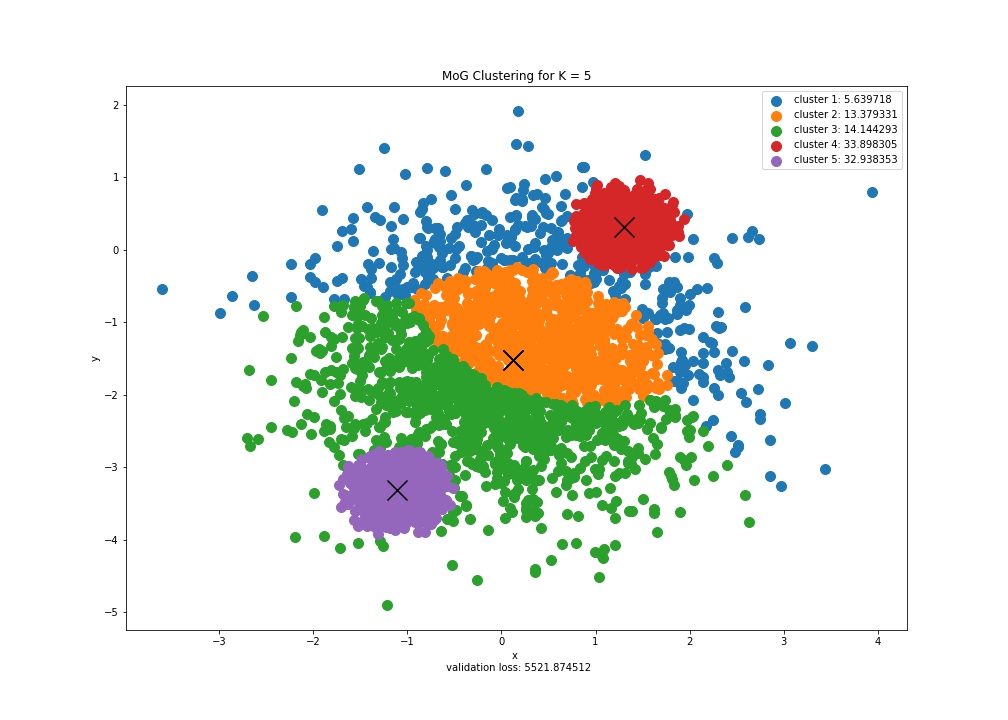 MoG Clustering for K = 5
cluster 1: 5.639718
cluster 2: 13.379331
cluster 3: 14.144293
cluster 4: 33.898305
cluster 5: 32.938353
2
1
0
−1
−2
−3
−4
−5
y
−3 −2 −1 0 1 2 3 4
x
validation loss: 5521.874512